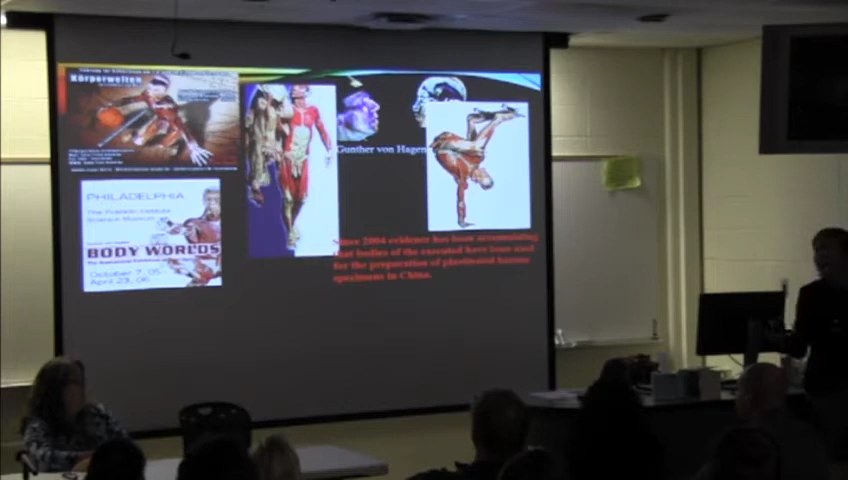 Körperwelten
PHILADELPHIA
The Franklin Institute
Science Museum
BODY WORLDS
October 7, 05
April 23, 06
Gunther von Hagen
Since 2004 evidence has been accumulating
that bodies of the executed have been used
for the preparation of plastinated human
specimens in China.